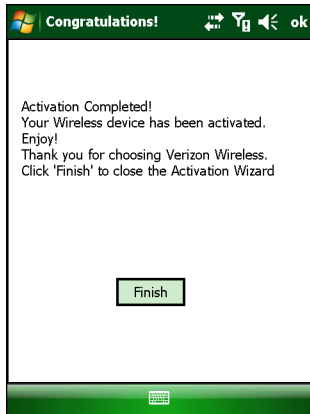 Congratulations! ok
Activation Completed!
Your Wireless device has been activated.
Enjoy!
Thank you for choosing Verizon Wireless.
Click 'Finish' to close the Activation Wizard
Finish